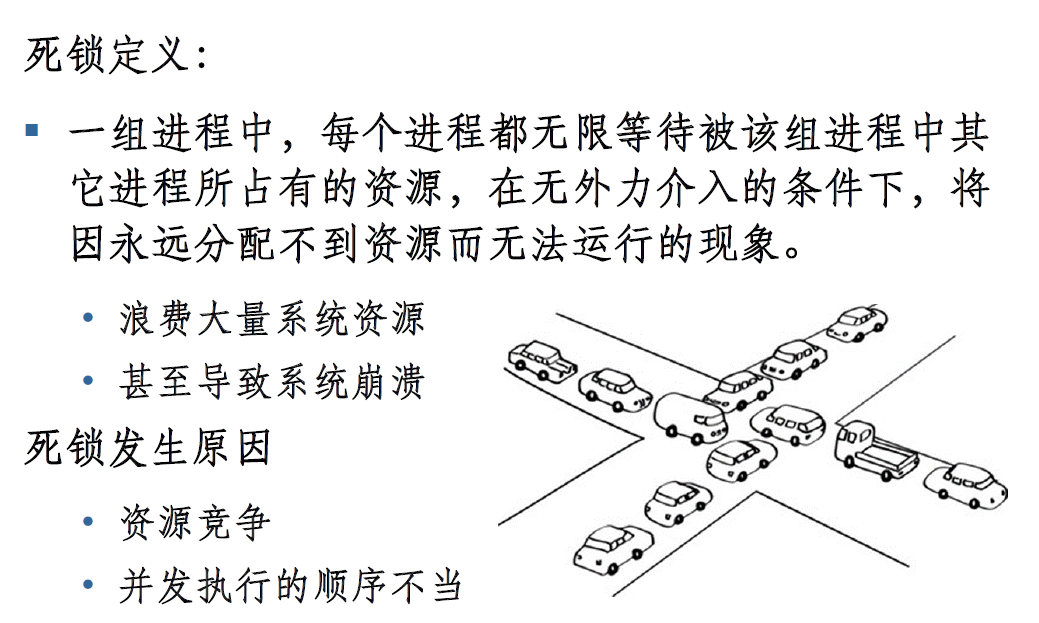 死锁定义：
一组进程中，每个进程都无限等待被该组进程中其
它进程所占有的资源，在无外力介入的条件下，将
因永远分配不到资源而无法运行的现象。
浪费大量系统资源
甚至导致系统崩溃
死锁发生原因
资源竞争
并发执行的顺序不当